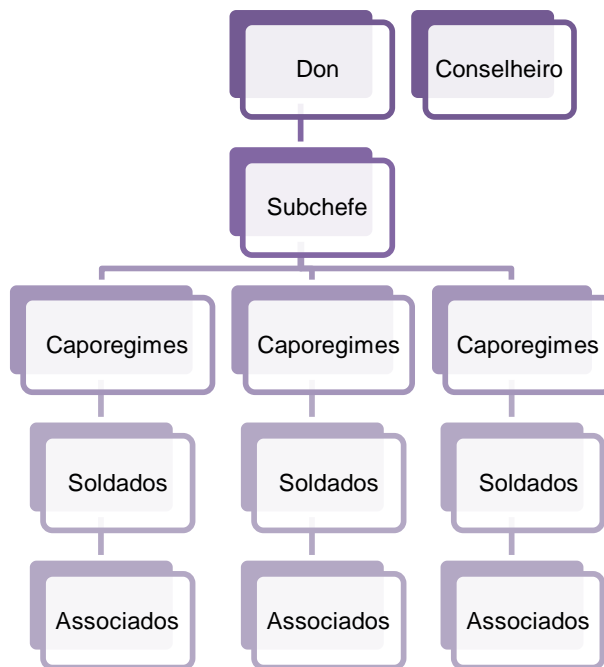 Don
Conselheiro
Subchefe
Caporegimes
Caporegimes
Caporegimes
Soldados
Soldados
Soldados
Associados
Associados
Associados